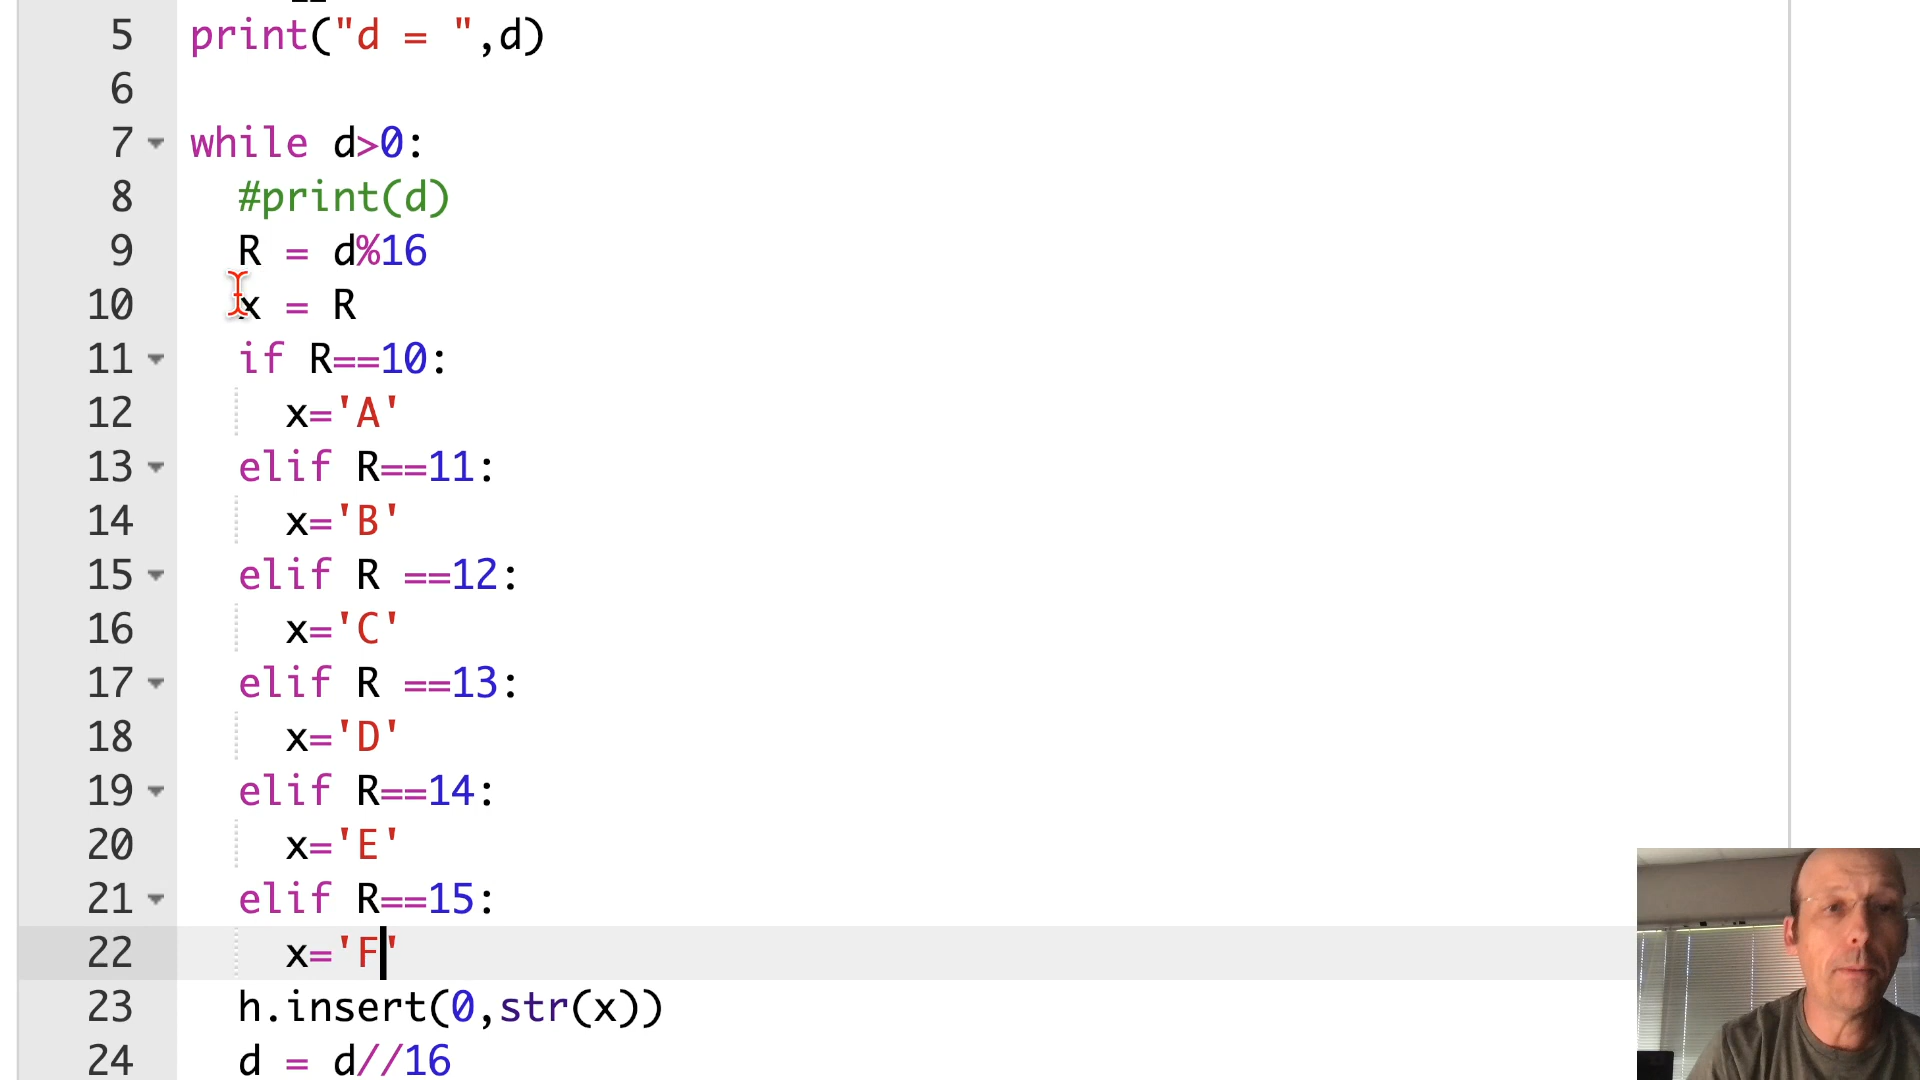 5 print("d = ",d)
6
7 while d>0:
8 #print(d)
9 R = d%16
10 x = R
11 if R==10:
12 x='A'
13 elif R==11:
14 x='B'
15 elif R ==12:
16 x='C'
17 elif R ==13:
18 x='D'
19 elif R==14:
20 x='E'
21 elif R==15:
22 x='F'
23 h.insert(0,str(x))
24 d = d//16